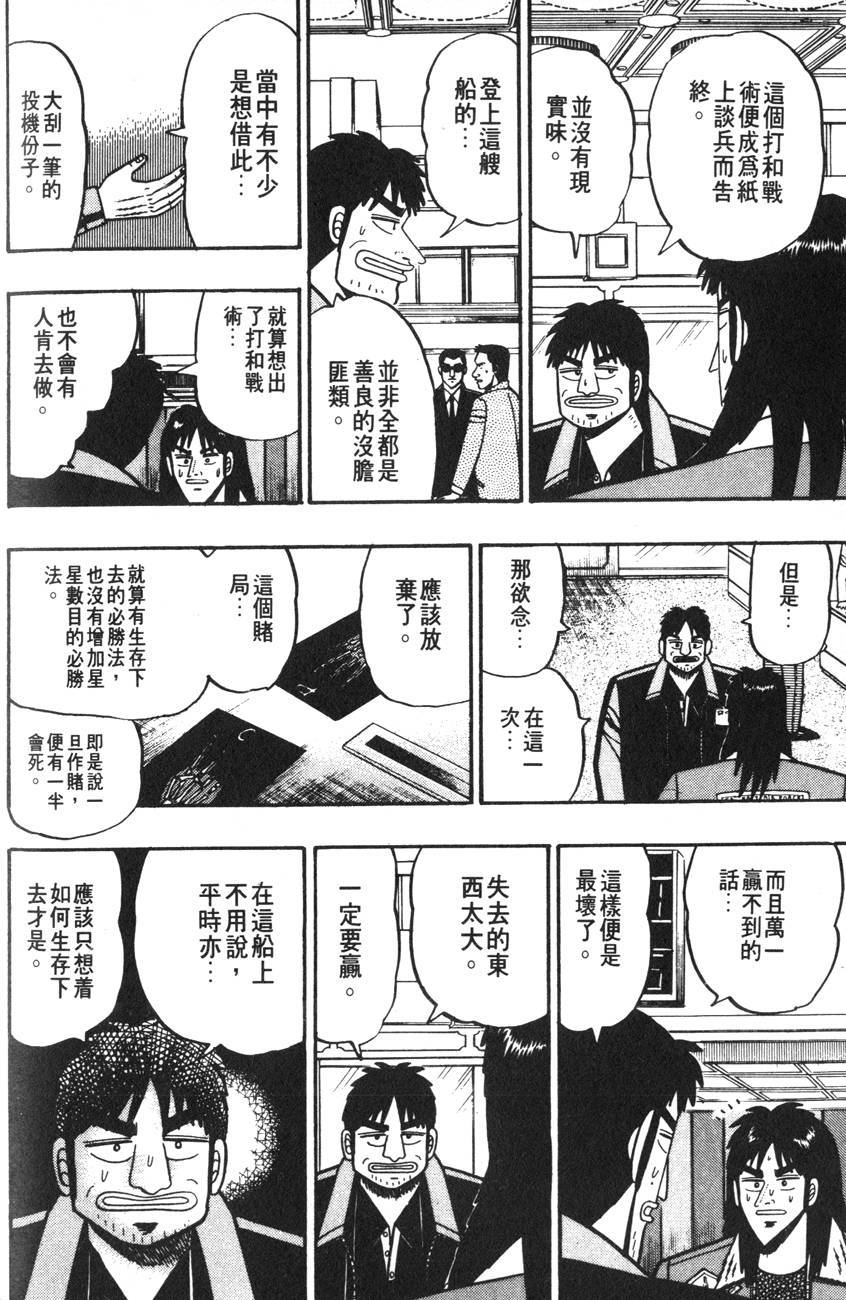 這個打和戰
術便成為紙
上談兵而告
終。
並沒有現
實味。
登上這艘
船的…
並非全都是
善良的沒膽
匪類。
當中有不少
是想借此…
大刮一筆的
投機份子。
就算想出
了打和戰
術…
也不會有
人肯去做。
但是…
那欲念…
在這一
次…
應該放
棄了。
這個賭
局…
就算有生存下
去的必勝法，
也沒有增加星
星數目的必勝
法。
即是說一
旦作賭，
便有一半
會死。
而且萬一
贏不到的
話…
這樣便是
最壞了。
失去的東
西太大。
一定要贏。
在這船上
不用說，
平時亦…
應該只想着
如何生存下
去才是。